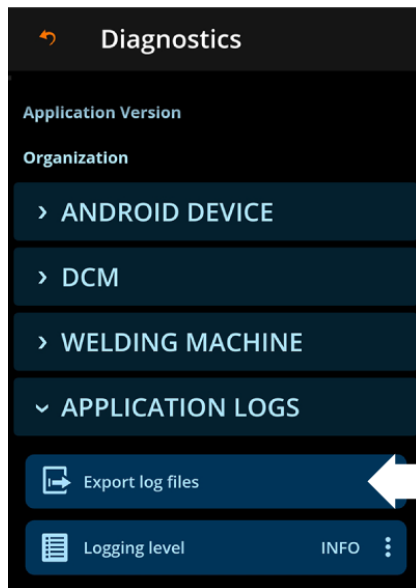 Diagnostics
Application Version
Organization
ANDROID DEVICE
DCM
WELDING MACHINE
APPLICATION LOGS
Export log files
Logging level INFO